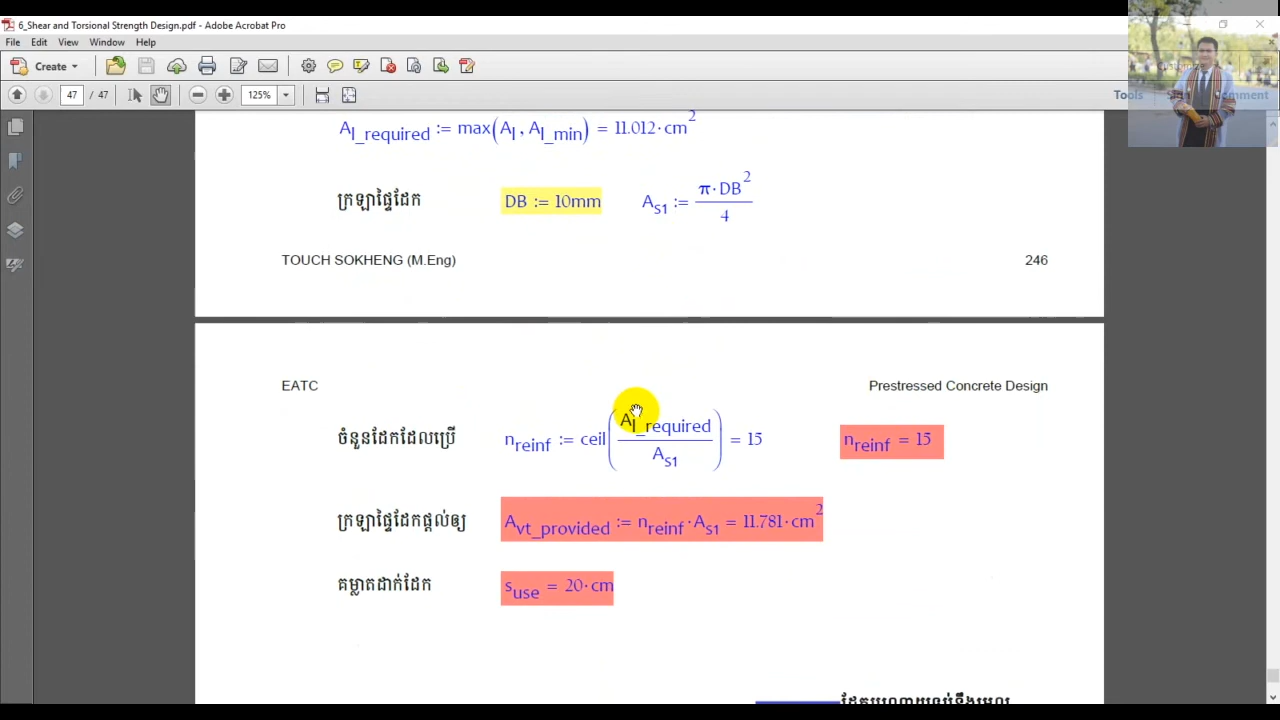 6_Shear and Torsional Strength Design.pdf - Adobe Acrobat Pro
File Edit View Window Help
Create
47 / 47 125%
Tools Comment
A_l_required := max(A_l , A_l_min) = 11.012·cm²
ក្រឡាផ្ទៃដែក DB := 10mm A_s1 := π·DB²/4
TOUCH SOKHENG (M.Eng) 246
EATC Prestressed Concrete Design
ចំនួនដែកដែលប្រើ n_reinf := ceil(A_l_required/A_s1) = 15 n_reinf = 15
ក្រឡាផ្ទៃដែកផ្តល់ឲ្យ A_vt_provided := n_reinf·A_s1 = 11.781·cm²
គម្លាតដាក់ដែក s_use = 20·cm